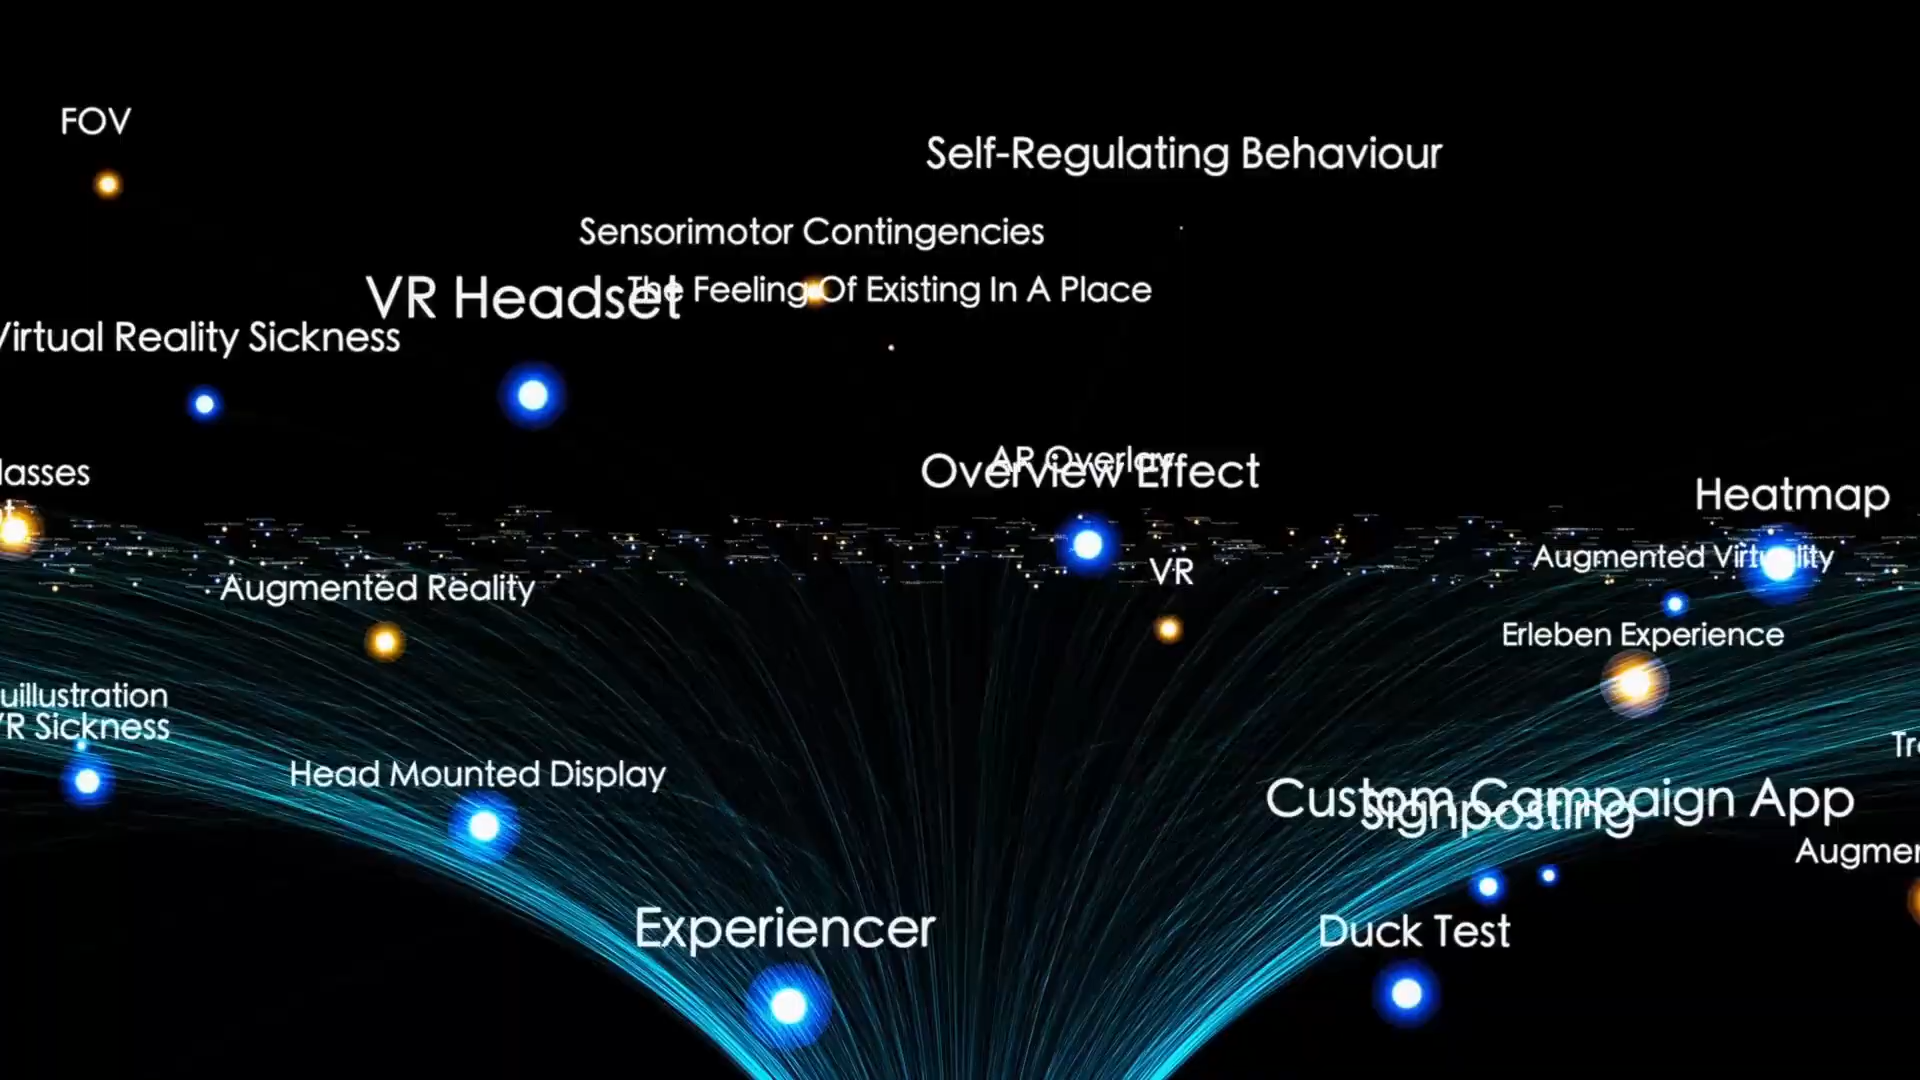 FOV
Self-Regulating Behaviour
Sensorimotor Contingencies
The Feeling Of Existing In A Place
VR Headset
Virtual Reality Sickness
AR Overlay
Overview Effect
lasses
Heatmap
Augmented Virtuality
VR
Augmented Reality
Erleben Experience
uillustration
VR Sickness
Tr
Head Mounted Display
Custom Campaign App
Signposting
Augmen
Experiencer
Duck Test